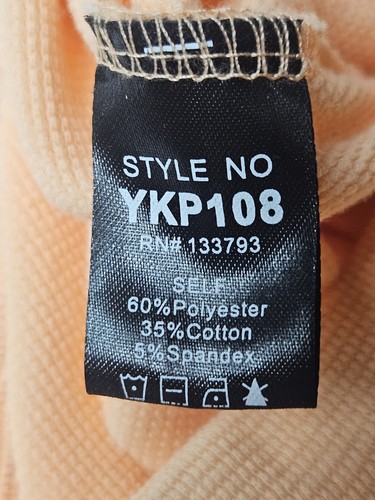 STYLE NO
YKP108
RN# 133793
SELF
60%Polyester
35%Cotton
5%Spandex